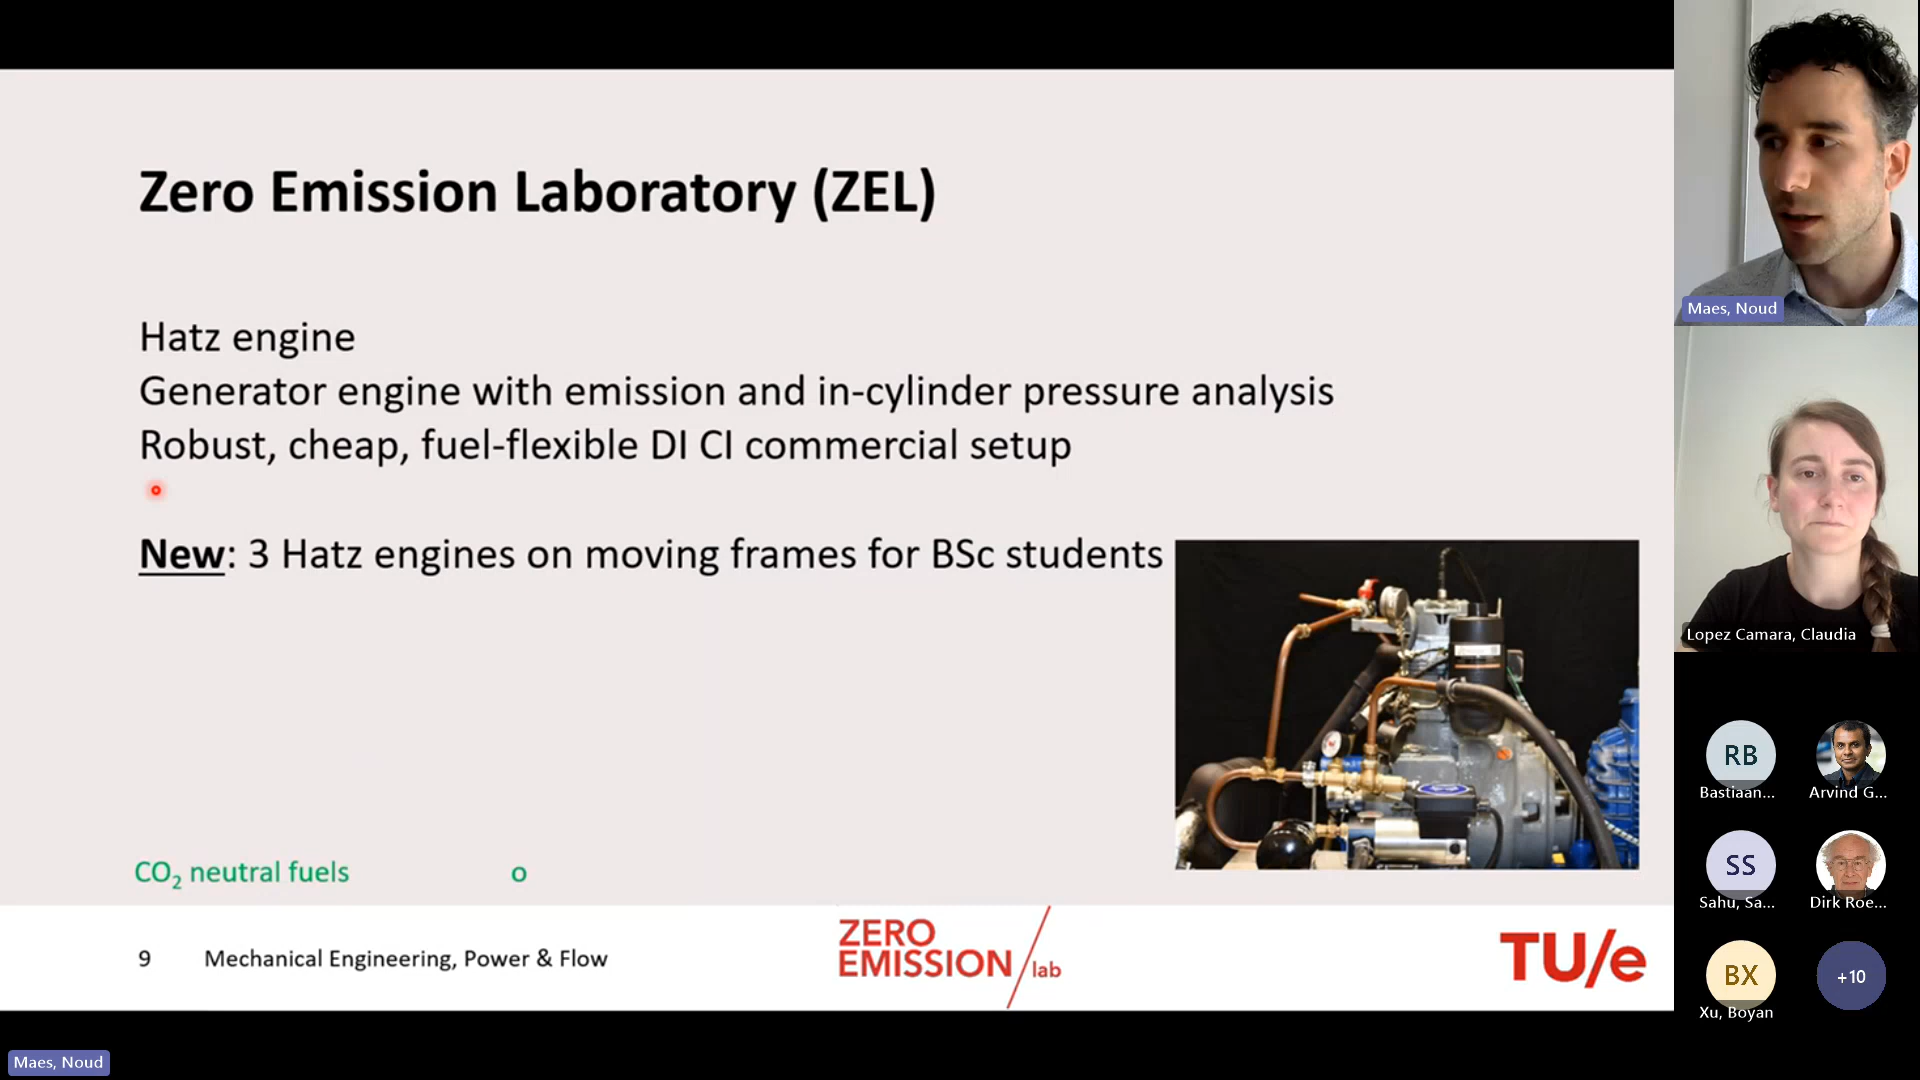 Zero Emission Laboratory (ZEL)
Hatz engine
Generator engine with emission and in-cylinder pressure analysis
Robust, cheap, fuel-flexible DI CI commercial setup
New: 3 Hatz engines on moving frames for BSc students
CO2 neutral fuels
9 Mechanical Engineering, Power & Flow
ZERO
EMISSION/lab
TU/e
Maes, Noud
Maes, Noud
Lopez Camara, Claudia
RB
Bastiaan...
Arvind G...
SS
Sahu, Sa...
Dirk Roe...
BX
Xu, Boyan
+10